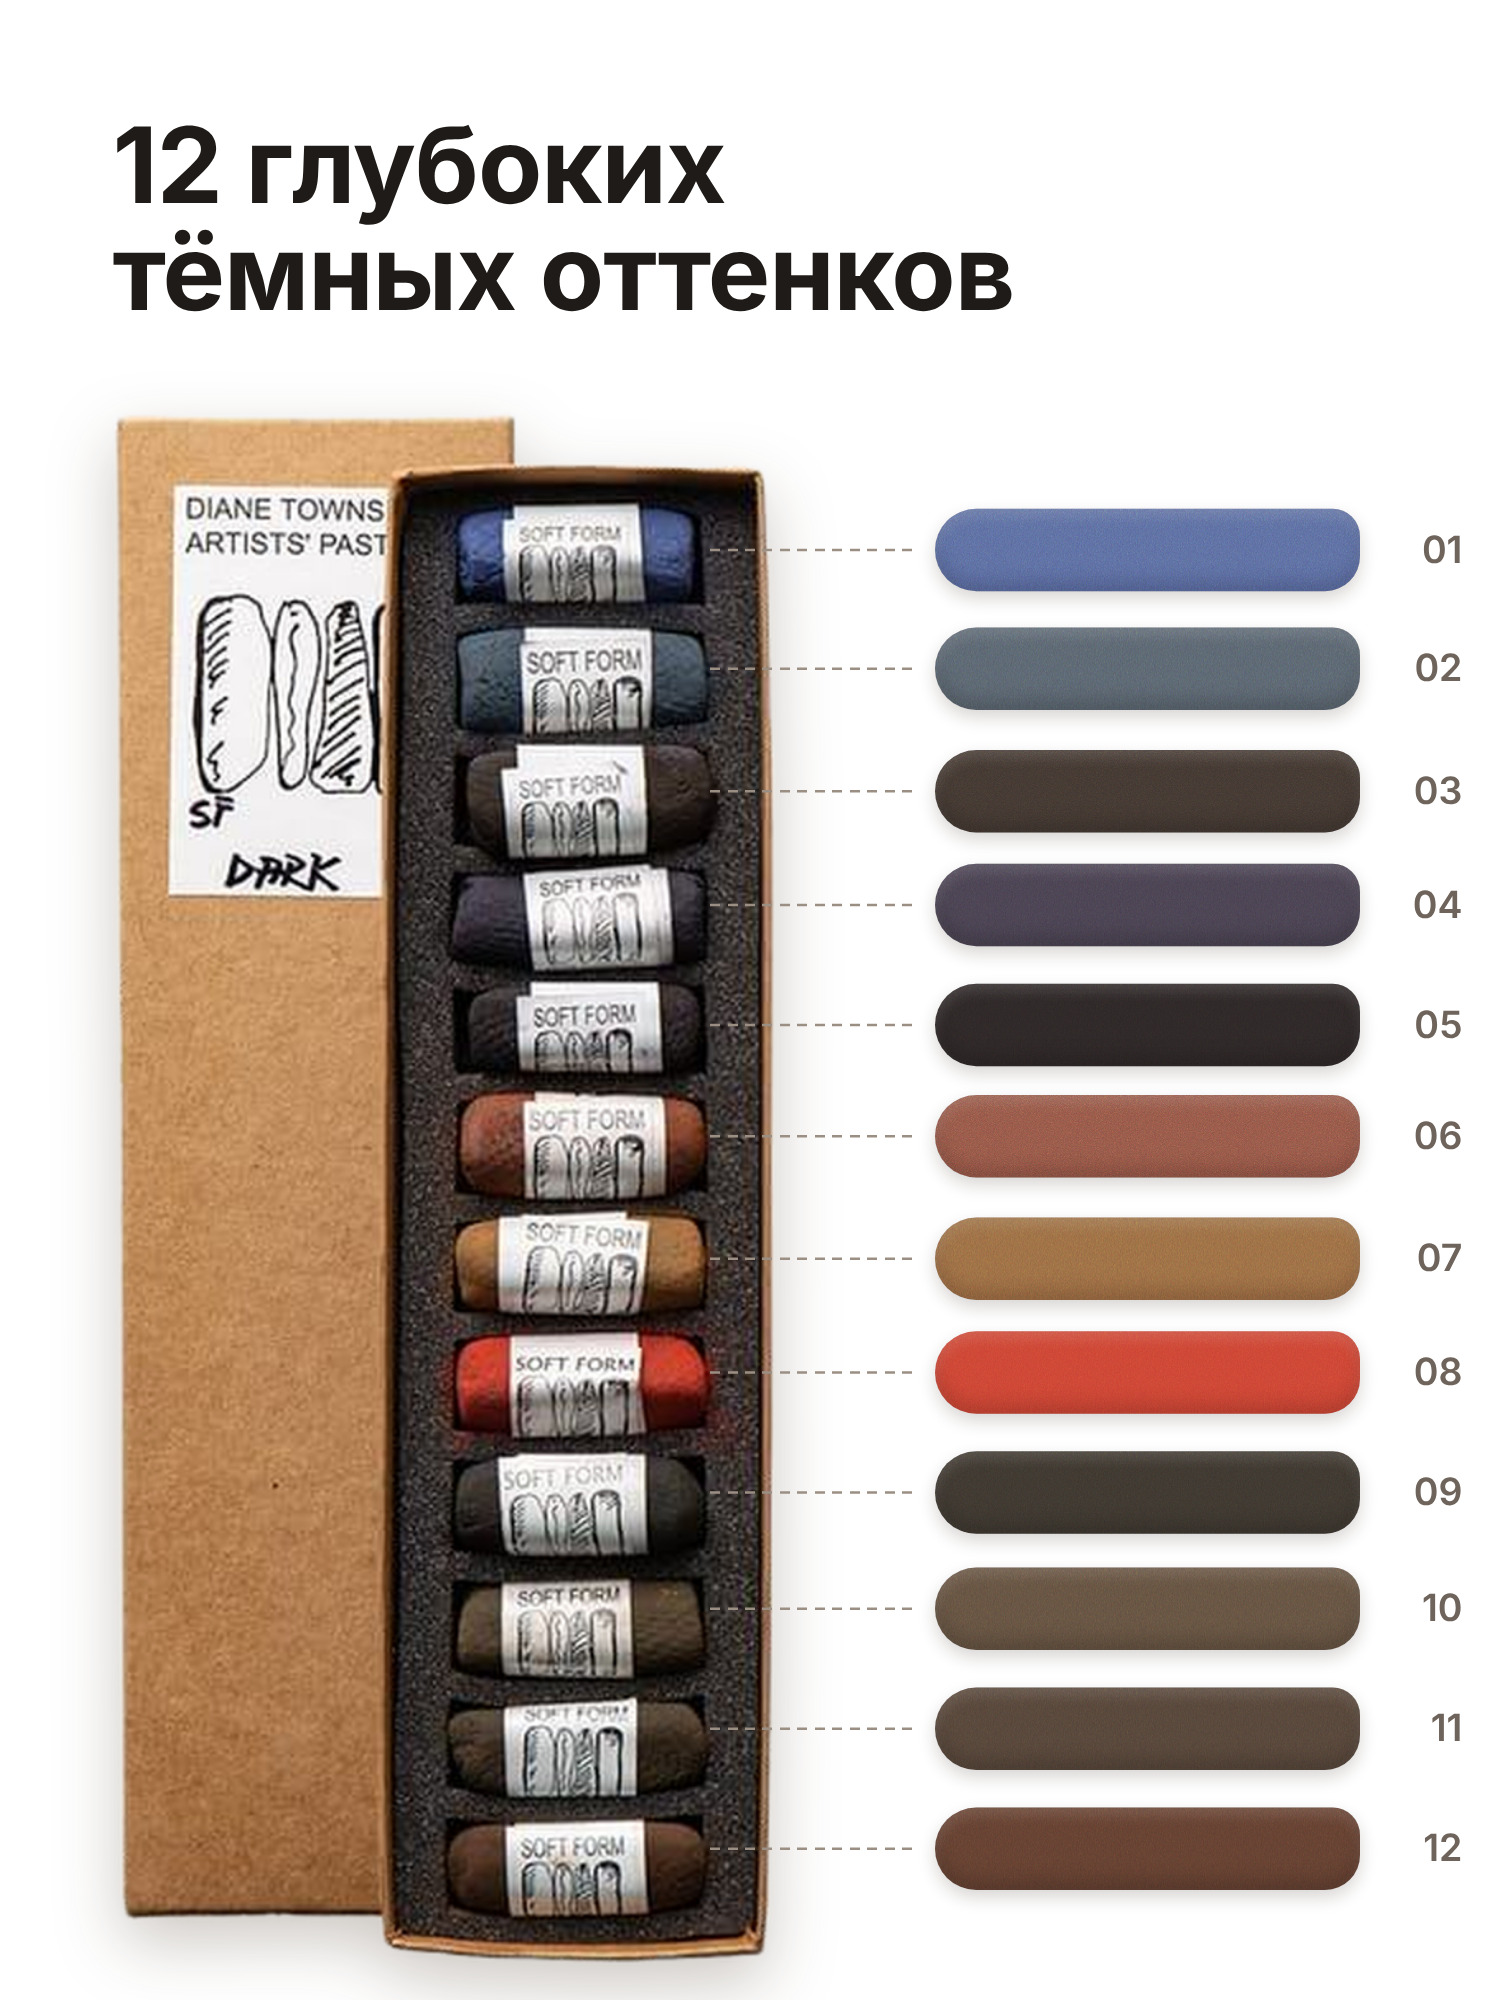 12 глубоких
тёмных оттенков
DIANE TOWNS
ARTISTS' PAST
SF
DARK
SOFT FORM
SOFT FORM
SOFT FORM
SOFT FORM
SOFT FORM
SOFT FORM
SOFT FORM
SOFT FORM
SOFT FORM
SOFT FORM
SOFT FORM
SOFT FORM
01
02
03
04
05
06
07
08
09
10
11
12